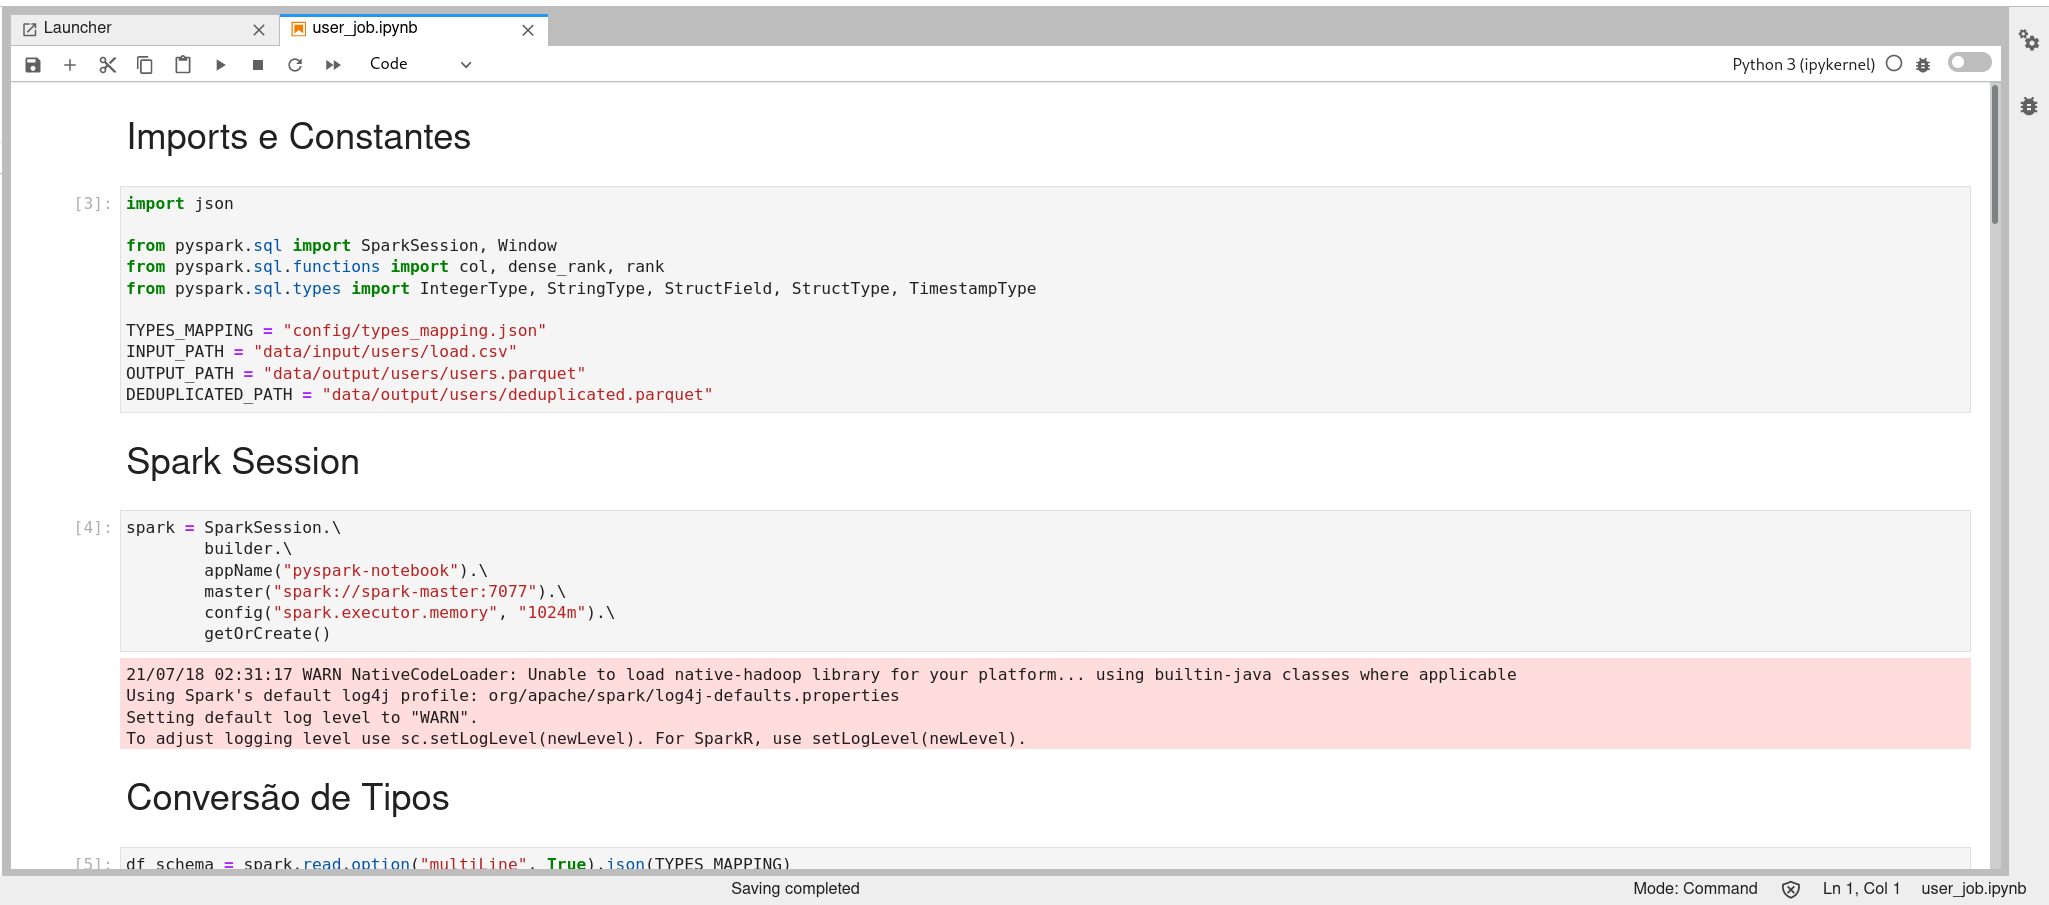 Launcher
user_job.ipynb
Code
Python 3 (ipykernel)
Imports e Constantes
[3]:
import json
from pyspark.sql import SparkSession, Window
from pyspark.sql.functions import col, dense_rank, rank
from pyspark.sql.types import IntegerType, StringType, StructField, StructType, TimestampType
TYPES_MAPPING = "config/types_mapping.json"
INPUT_PATH = "data/input/users/load.csv"
OUTPUT_PATH = "data/output/users/users.parquet"
DEDUPLICATED_PATH = "data/output/users/deduplicated.parquet"
Spark Session
[4]:
spark = SparkSession.\
builder.\
appName("pyspark-notebook").\
master("spark://spark-master:7077").\
config("spark.executor.memory", "1024m").\
getOrCreate()
21/07/18 02:31:17 WARN NativeCodeLoader: Unable to load native-hadoop library for your platform... using builtin-java classes where applicable
Using Spark's default log4j profile: org/apache/spark/log4j-defaults.properties
Setting default log level to "WARN".
To adjust logging level use sc.setLogLevel(newLevel). For SparkR, use setLogLevel(newLevel).
Conversão de Tipos
[5]:
df_schema = spark.read.option("multiLine", True).json(TYPES_MAPPING)
Saving completed
Mode: Command
Ln 1, Col 1
user_job.ipynb